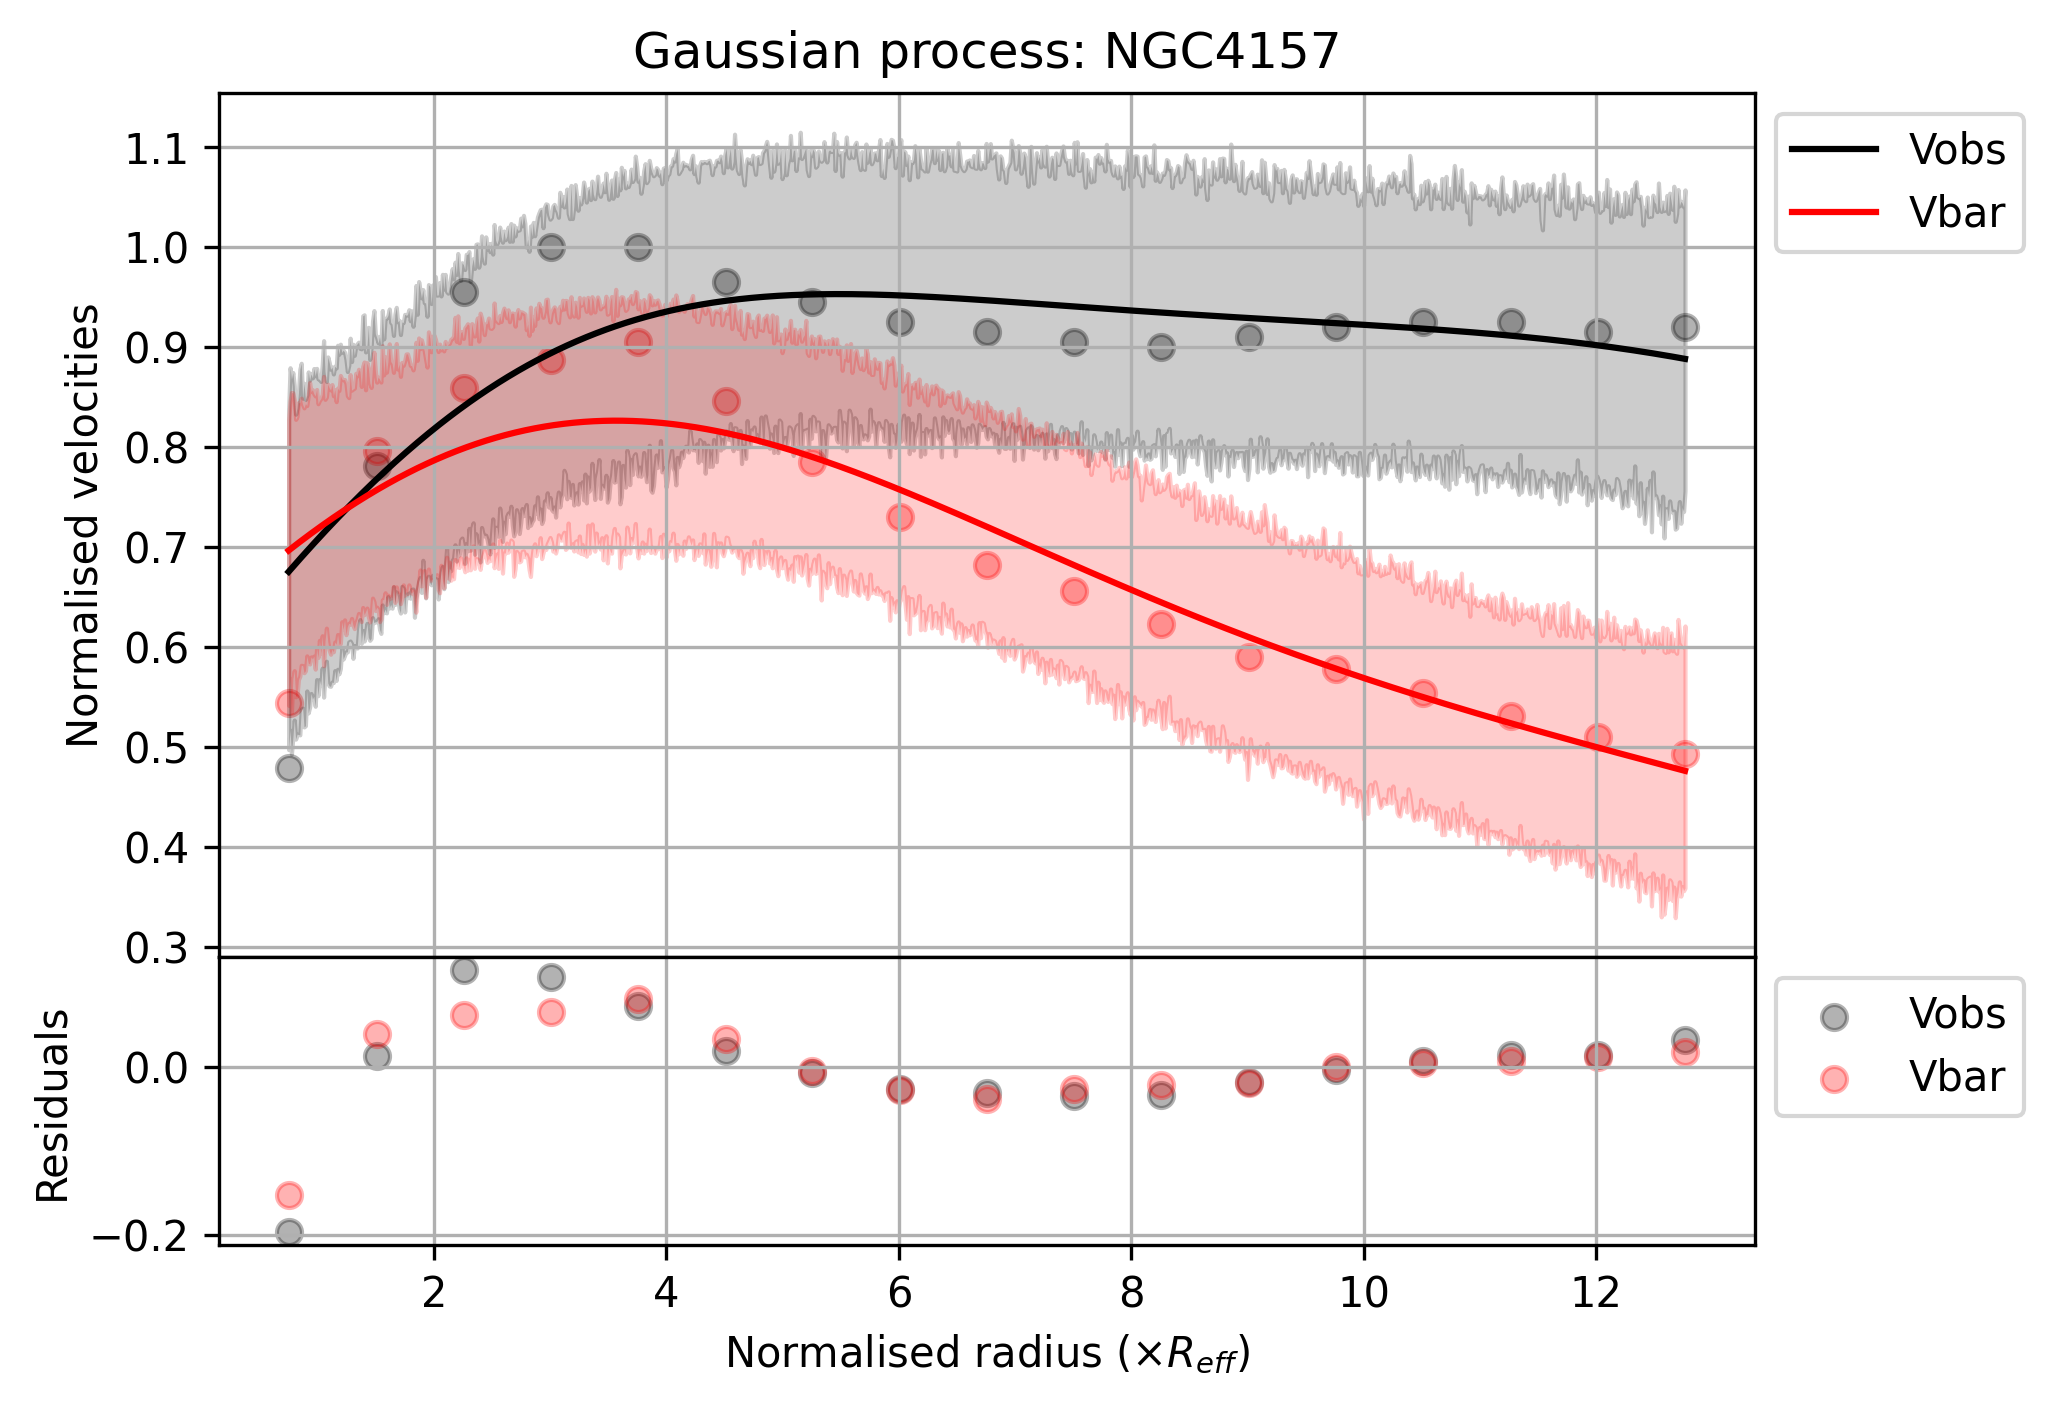 Gaussian process: NGC4157
Normalised velocities
1.1
1.0
0.9
0.8
0.7
0.6
0.5
0.4
0.3
Vobs
Vbar
Residuals
0.0
−0.2
Vobs
Vbar
2 4 6 8 10 12
Normalised radius (×R_{eff})